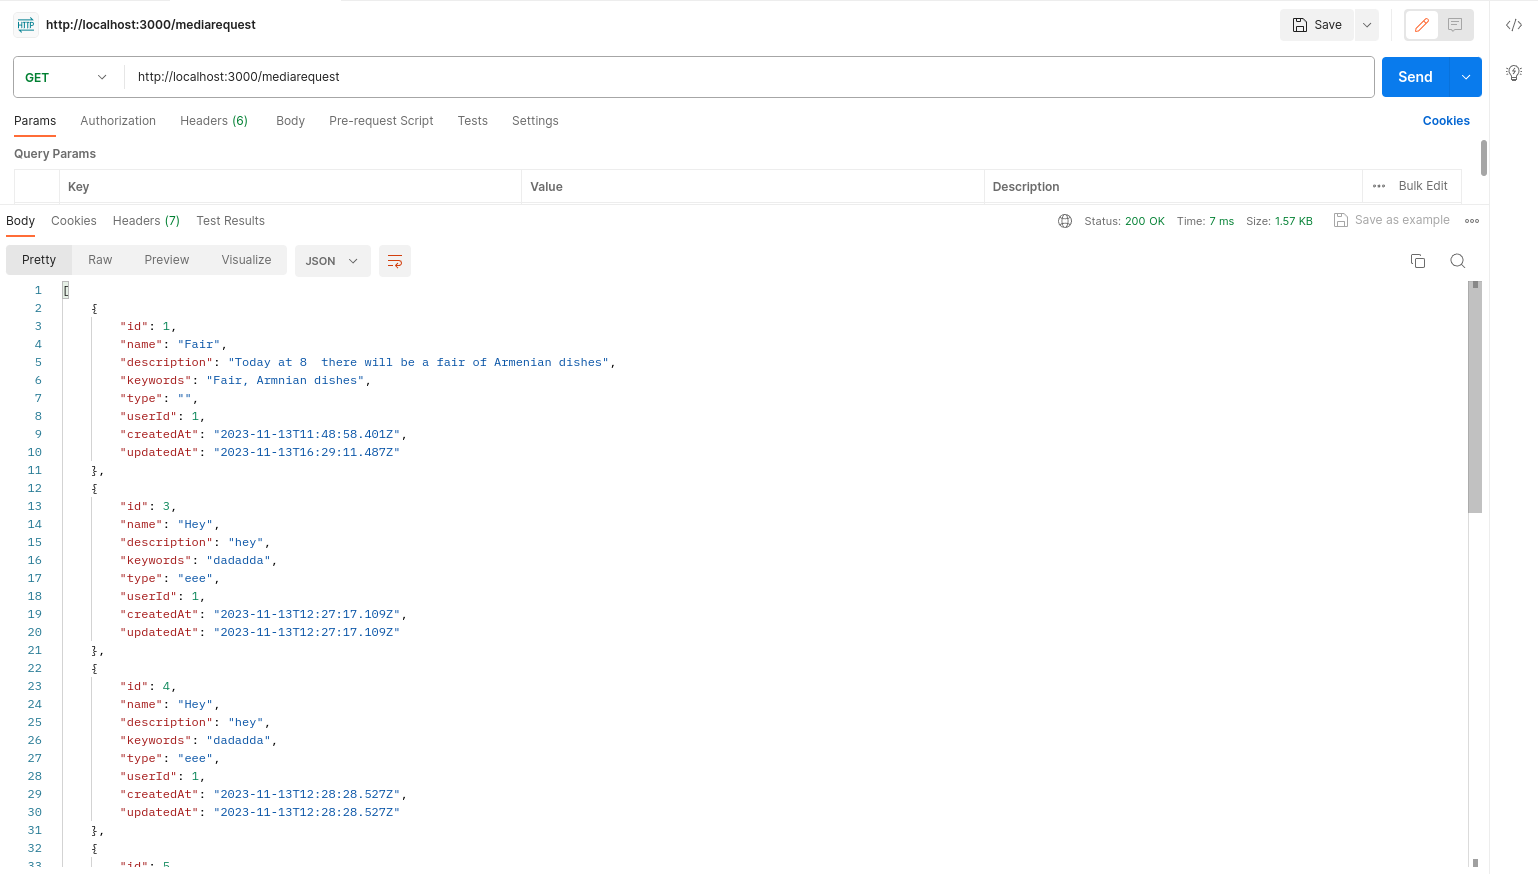 HTTP http://localhost:3000/mediarequest Save
GET http://localhost:3000/mediarequest Send
Params Authorization Headers (6) Body Pre-request Script Tests Settings Cookies
Query Params
Key Value Description Bulk Edit
Body Cookies Headers (7) Test Results Status: 200 OK Time: 7 ms Size: 1.57 KB Save as example
Pretty Raw Preview Visualize JSON
1 [
2 {
3 "id": 1,
4 "name": "Fair",
5 "description": "Today at 8  there will be a fair of Armenian dishes",
6 "keywords": "Fair, Armnian dishes",
7 "type": "",
8 "userId": 1,
9 "createdAt": "2023-11-13T11:48:58.401Z",
10 "updatedAt": "2023-11-13T16:29:11.487Z"
11 },
12 {
13 "id": 3,
14 "name": "Hey",
15 "description": "hey",
16 "keywords": "dadadda",
17 "type": "eee",
18 "userId": 1,
19 "createdAt": "2023-11-13T12:27:17.109Z",
20 "updatedAt": "2023-11-13T12:27:17.109Z"
21 },
22 {
23 "id": 4,
24 "name": "Hey",
25 "description": "hey",
26 "keywords": "dadadda",
27 "type": "eee",
28 "userId": 1,
29 "createdAt": "2023-11-13T12:28:28.527Z",
30 "updatedAt": "2023-11-13T12:28:28.527Z"
31 },
32 {
33 "id": 5